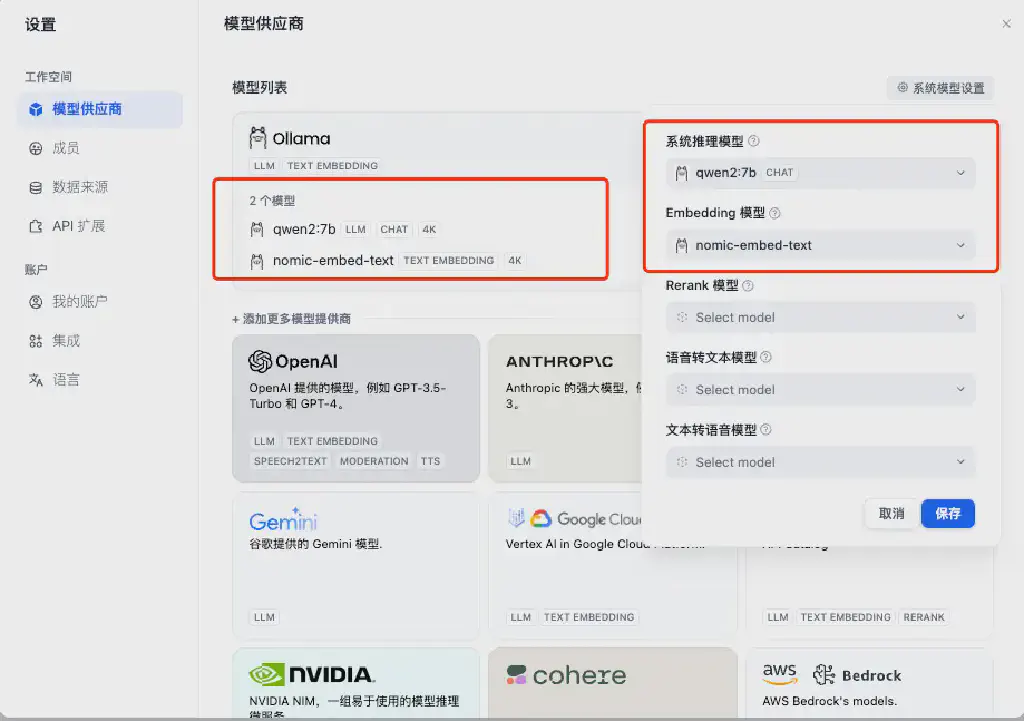 设置
工作空间
模型供应商
成员
数据来源
API 扩展
账户
我的账户
集成
语言
模型供应商
模型列表
系统模型设置
Ollama
LLM TEXT EMBEDDING
2 个模型
qwen2:7b LLM CHAT 4K
nomic-embed-text TEXT EMBEDDING 4K
+ 添加更多模型提供商
OpenAI
OpenAI 提供的模型，例如 GPT-3.5-
Turbo 和 GPT-4。
LLM TEXT EMBEDDING
SPEECH2TEXT MODERATION TTS
ANTHROP\C
Anthropic 的强大模型，
3。
LLM
Gemini
谷歌提供的 Gemini 模型.
LLM
Google Clou
Vertex AI in Google Cloud
LLM TEXT EMBEDDING
LLM TEXT EMBEDDING RERANK
NVIDIA.
NVIDIA NIM，一组易于使用的模型推理
微服务
cohere
aws Bedrock
AWS Bedrock's models.
系统推理模型
qwen2:7b CHAT
Embedding 模型
nomic-embed-text
Rerank 模型
Select model
语音转文本模型
Select model
文本转语音模型
Select model
取消
保存